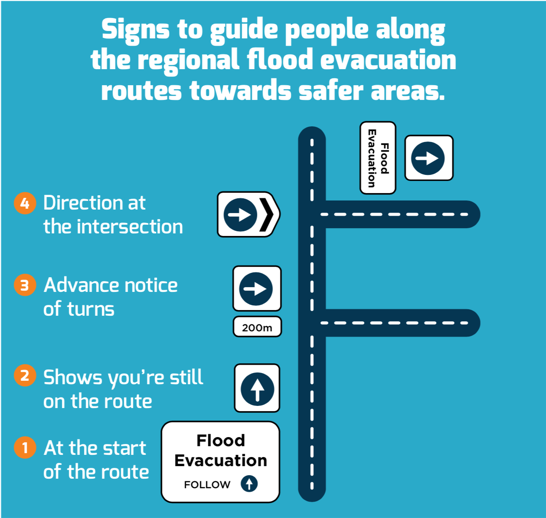 Signs to guide people along
the regional flood evacuation
routes towards safer areas.
Flood
Evacuation
4 Direction at
the intersection
3 Advance notice
of turns
200m
2 Shows you're still
on the route
1 At the start
of the route
Flood
Evacuation
FOLLOW